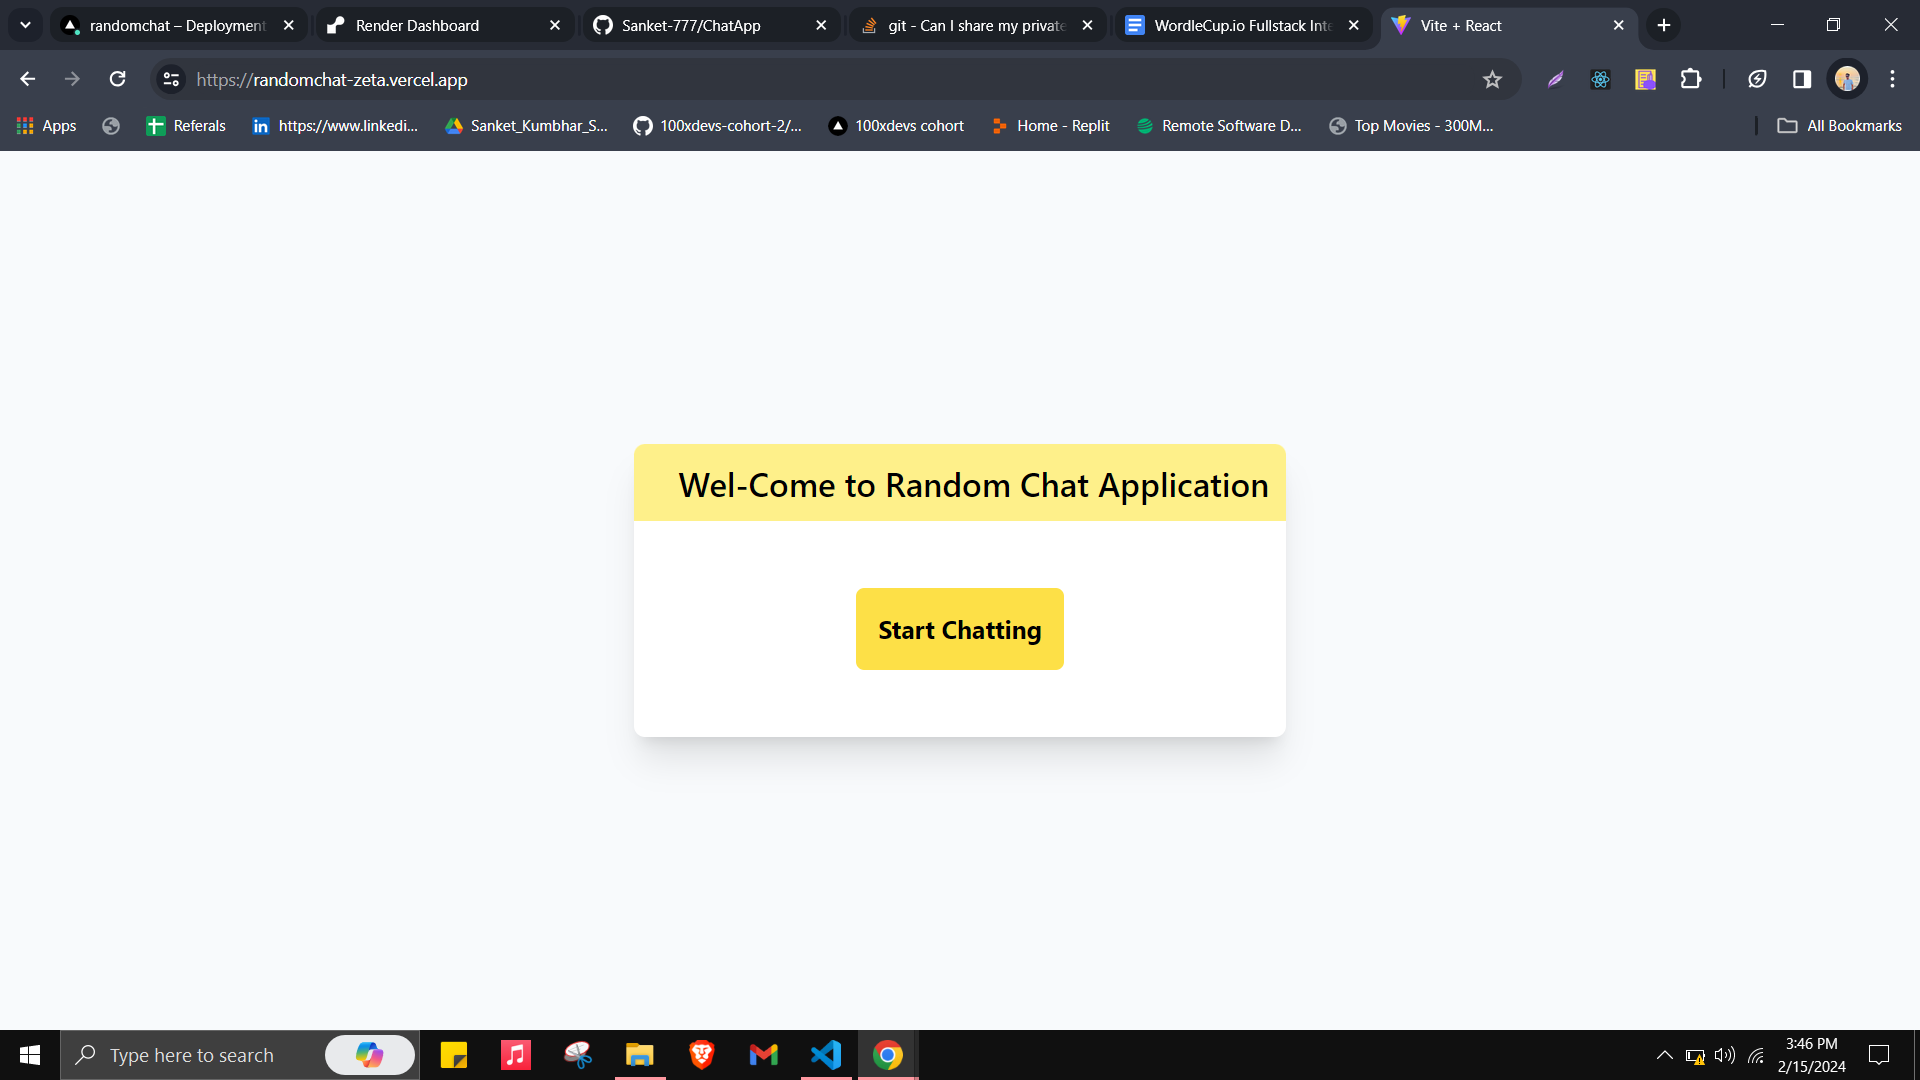 randomchat – Deployment
Render Dashboard
Sanket-777/ChatApp
git - Can I share my private
WordleCup.io Fullstack Inte
Vite + React
https://randomchat-zeta.vercel.app
Apps
Referals
https://www.linkedi...
Sanket_Kumbhar_S...
100xdevs-cohort-2/...
100xdevs cohort
Home - Replit
Remote Software D...
Top Movies - 300M...
All Bookmarks
Wel-Come to Random Chat Application
Start Chatting
Type here to search
3:46 PM
2/15/2024